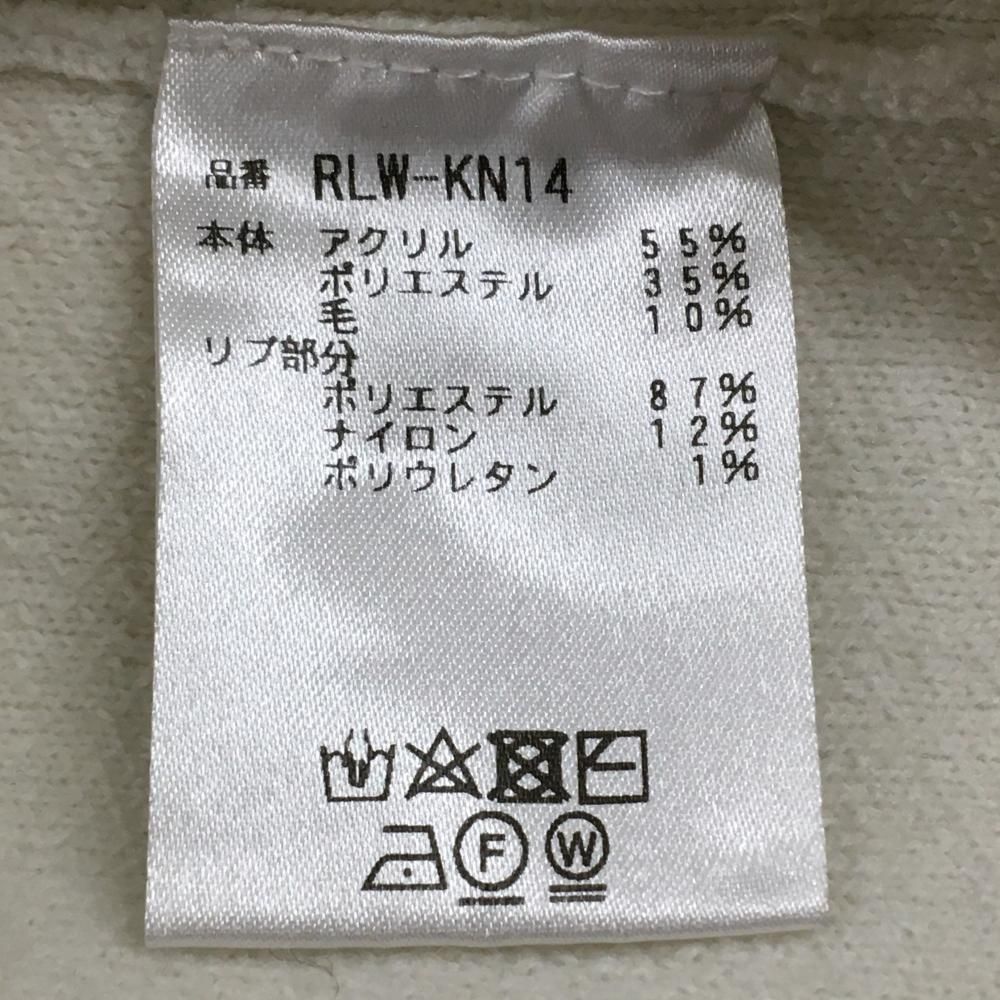 品番 RLW-KN14
本体 アクリル 55%
ポリエステル 35%
毛 10%
リブ部分
ポリエステル 87%
ナイロン 12%
ポリウレタン 1%
F W